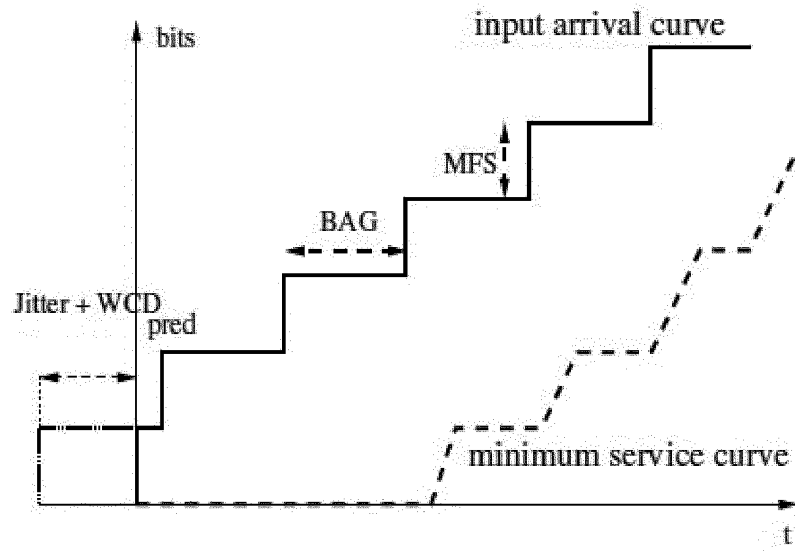 input arrival curve
bits
MFS
BAG
Jitter + WCD
pred
minimum service curve
t